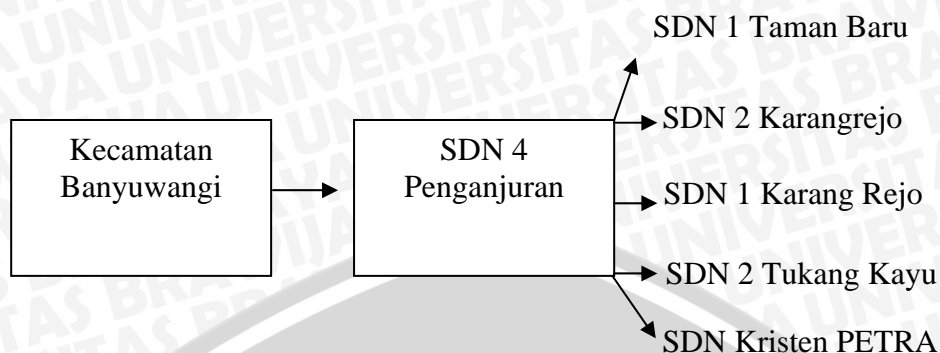 SDN 1 Taman Baru
Kecamatan
Banyuwangi
SDN 4
Penganjuran
SDN 2 Karangrejo
SDN 1 Karang Rejo
SDN 2 Tukang Kayu
SDN Kristen PETRA